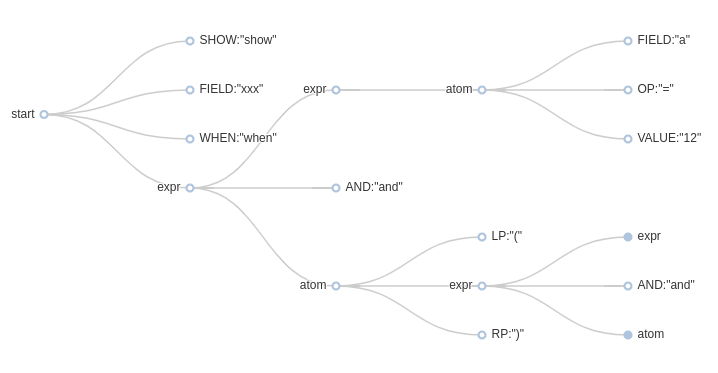 SHOW:"show"
FIELD:"a"
FIELD:"xxx"
expr
atom
OP:"="
start
WHEN:"when"
VALUE:"12"
expr
AND:"and"
LP:"("
expr
atom
expr
AND:"and"
RP:")"
atom